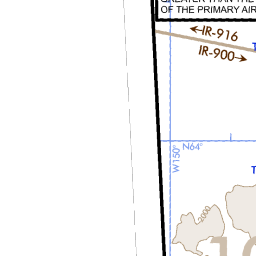 GREATER THAN THE
OF THE PRIMARY AIR
IR-916
IR-900
T
N64°
W150°
T
2000